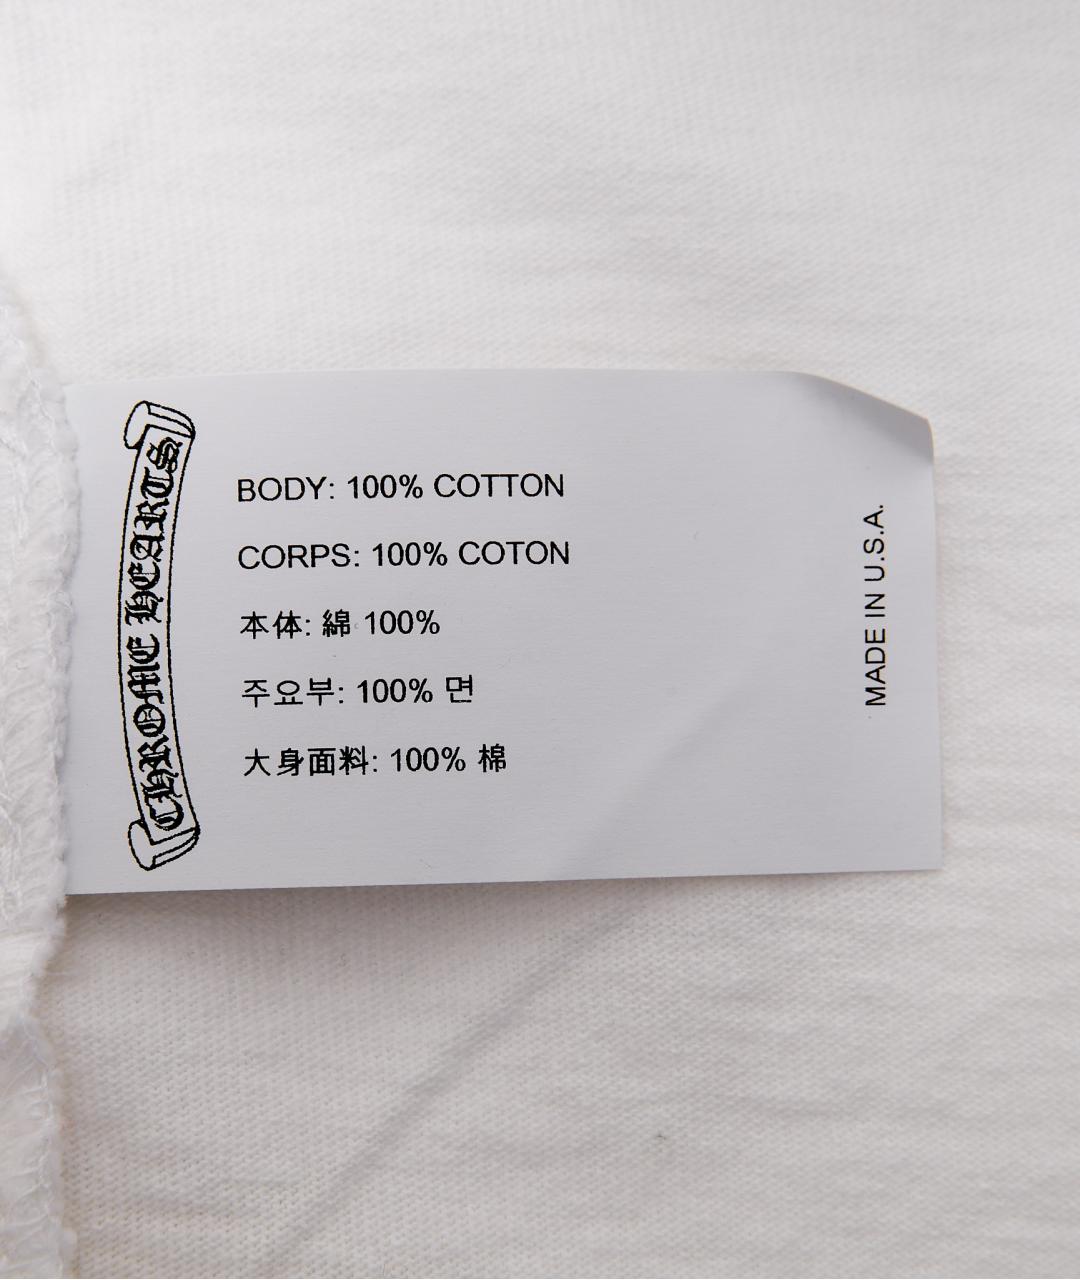 CHROME HEARTS
BODY: 100% COTTON
CORPS: 100% COTON
本体: 綿 100%
주요부: 100% 면
大身面料: 100% 棉
MADE IN U.S.A.